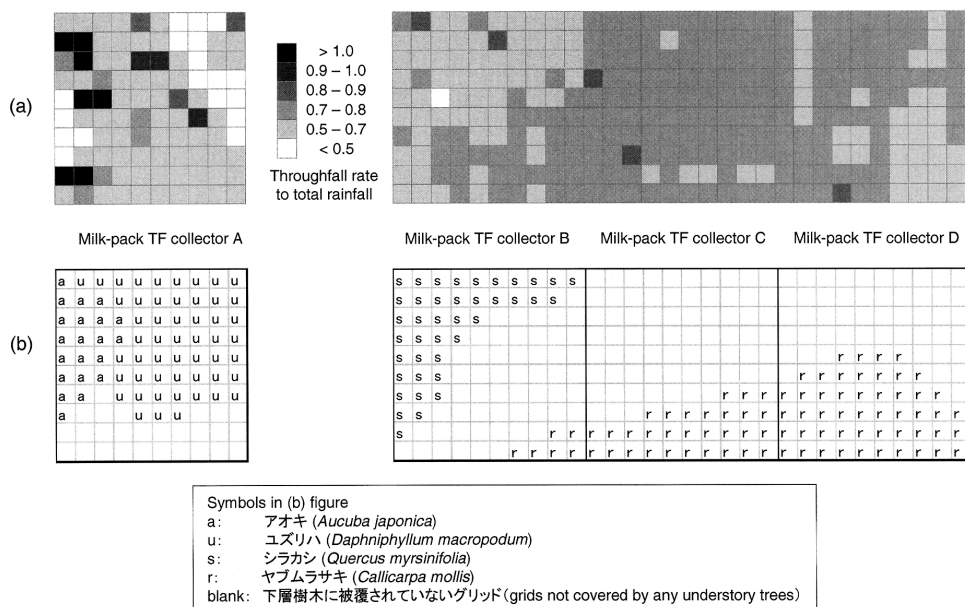 (a)
> 1.0
0.9 – 1.0
0.8 – 0.9
0.7 – 0.8
0.5 – 0.7
< 0.5
Throughfall rate
to total rainfall
Milk-pack TF collector A Milk-pack TF collector B Milk-pack TF collector C Milk-pack TF collector D
(b)
a u u u u u u u u u s s s s s s s s s s
a a a u u u u u u u s s s s s s s s s
a a a a u u u u u u s s s s s
a a a u u u u u u u s s s s
a a a u u u u u u u s s s r r r r
a a a u u u u u u u s s s r r r r r r r
a a u u u u u u u s s s r r r r r r r r r r r r
a u u u s s r r r r r r r r r r r r r r r r r
s r r r r r r r r r r r r r r r r r r r r r r
r r r r r r r r r r r r r r r r r r r r r r r r
Symbols in (b) figure
a: アオキ (Aucuba japonica)
u: ユズリハ (Daphniphyllum macropodum)
s: シラカシ (Quercus myrsinifolia)
r: ヤブムラサキ (Callicarpa mollis)
blank: 下層樹木に被覆されていないグリッド(grids not covered by any understory trees)